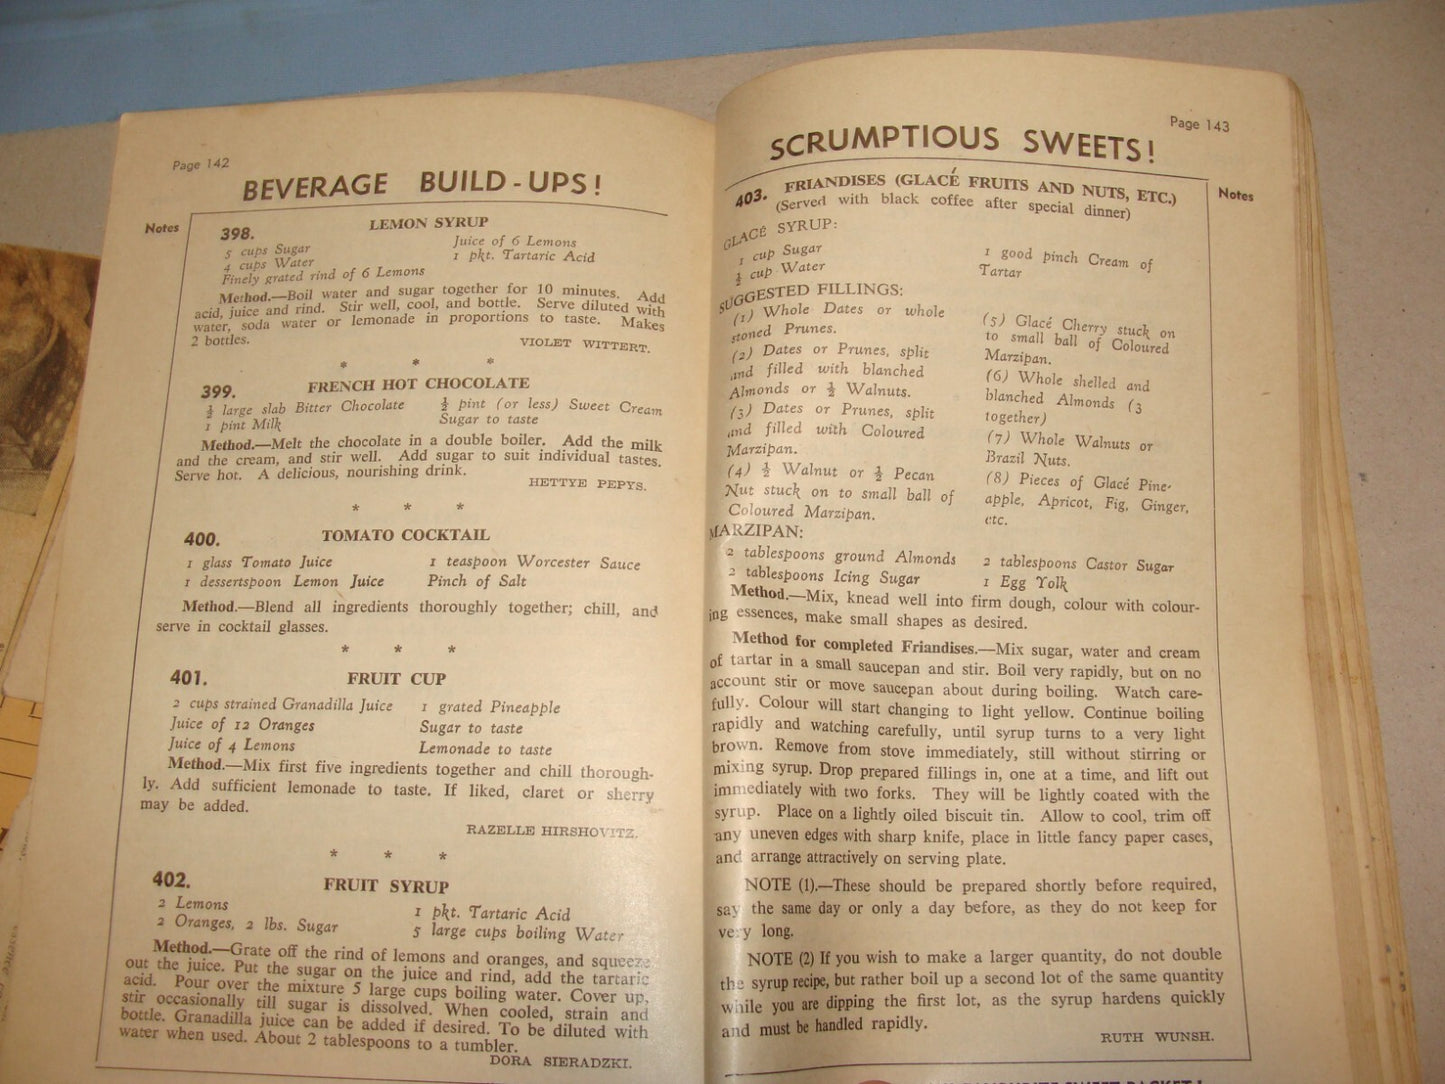 Page 142
BEVERAGE BUILD-UPS!
Notes
398.
LEMON SYRUP
5 cups Sugar
4 cups Water
Finely grated rind of 6 Lemons
Juice of 6 Lemons
1 pkt. Tartaric Acid
Method.—Boil water and sugar together for 10 minutes. Add
acid, juice and rind. Stir well, cool, and bottle. Serve diluted with
water, soda water or lemonade in proportions to taste. Makes
2 bottles.
VIOLET WITTERT.
* * *
399.
FRENCH HOT CHOCOLATE
½ large slab Bitter Chocolate
1 pint Milk
½ pint (or less) Sweet Cream
Sugar to taste
Method.—Melt the chocolate in a double boiler. Add the milk
and the cream, and stir well. Add sugar to suit individual tastes.
Serve hot. A delicious, nourishing drink.
HETTYE PEPYS.
* * *
400.
TOMATO COCKTAIL
1 glass Tomato Juice
1 dessertspoon Lemon Juice
1 teaspoon Worcester Sauce
Pinch of Salt
Method.—Blend all ingredients thoroughly together; chill, and
serve in cocktail glasses.
* * *
401.
FRUIT CUP
2 cups strained Granadilla Juice
Juice of 12 Oranges
Juice of 4 Lemons
1 grated Pineapple
Sugar to taste
Lemonade to taste
Method.—Mix first five ingredients together and chill thorough-
ly. Add sufficient lemonade to taste. If liked, claret or sherry
may be added.
RAZELLE HIRSHOVITZ.
* * *
402.
FRUIT SYRUP
2 Lemons
2 Oranges, 2 lbs. Sugar
1 pkt. Tartaric Acid
5 large cups boiling Water
Method.—Grate off the rind of lemons and oranges, and squeeze
out the juice. Put the sugar on the juice and rind, add the tartaric
acid. Pour over the mixture 5 large cups boiling water. Cover up,
stir occasionally till sugar is dissolved. When cooled, strain and
bottle. Granadilla juice can be added if desired. To be diluted with
water when used. About 2 tablespoons to a tumbler.
DORA SIERADZKI.
Page 143
SCRUMPTIOUS SWEETS!
Notes
403. FRIANDISES (GLACÉ FRUITS AND NUTS, ETC.)
(Served with black coffee after special dinner)
GLACÉ SYRUP:
1 cup Sugar
½ cup Water
1 good pinch Cream of
Tartar
SUGGESTED FILLINGS:
(1) Whole Dates or whole
stoned Prunes.
(2) Dates or Prunes, split
and filled with blanched
Almonds or ½ Walnuts.
(3) Dates or Prunes, split
and filled with Coloured
Marzipan.
(4) ½ Walnut or ½ Pecan
Nut stuck on to small ball of
Coloured Marzipan.
(5) Glacé Cherry stuck on
to small ball of Coloured
Marzipan.
(6) Whole shelled and
blanched Almonds (3
together)
(7) Whole Walnuts or
Brazil Nuts.
(8) Pieces of Glacé Pine-
apple, Apricot, Fig, Ginger,
etc.
MARZIPAN:
2 tablespoons ground Almonds
2 tablespoons Icing Sugar
2 tablespoons Castor Sugar
1 Egg Yolk
Method.—Mix, knead well into firm dough, colour with colour-
ing essences, make small shapes as desired.
Method for completed Friandises.—Mix sugar, water and cream
of tartar in a small saucepan and stir. Boil very rapidly, but on no
account stir or move saucepan about during boiling. Watch care-
fully. Colour will start changing to light yellow. Continue boiling
rapidly and watching carefully, until syrup turns to a very light
brown. Remove from stove immediately, still without stirring or
mixing syrup. Drop prepared fillings in, one at a time, and lift out
immediately with two forks. They will be lightly coated with the
syrup. Place on a lightly oiled biscuit tin. Allow to cool, trim off
any uneven edges with sharp knife, place in little fancy paper cases,
and arrange attractively on serving plate.
NOTE (1).—These should be prepared shortly before required,
say the same day or only a day before, as they do not keep for
very long.
NOTE (2) If you wish to make a larger quantity, do not double
the syrup recipe, but rather boil up a second lot of the same quantity
while you are dipping the first lot, as the syrup hardens quickly
and must be handled rapidly.
RUTH WUNSH.
SWEET PACKET!